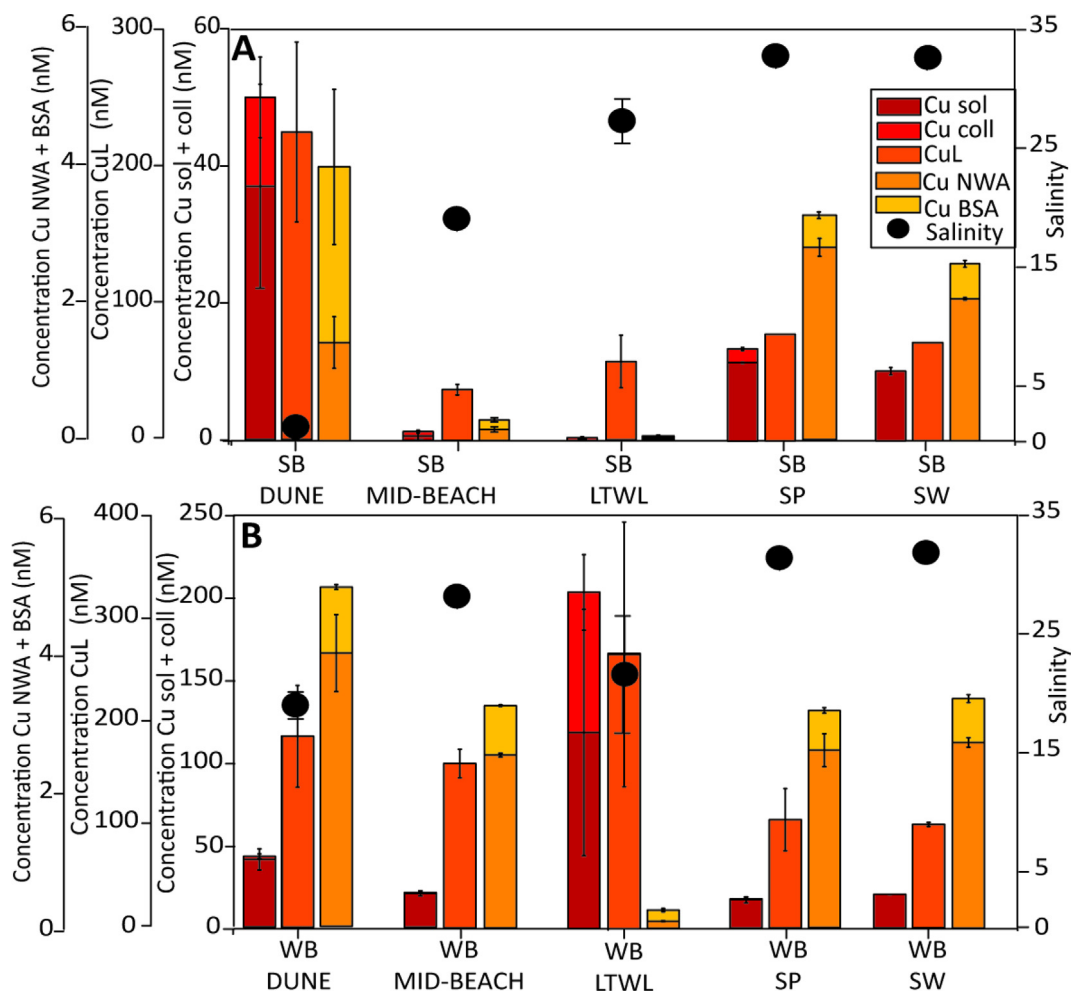 A
Concentration Cu NWA + BSA (nM)
6
4
2
0
Concentration CuL (nM)
300
200
100
0
Concentration Cu sol + coll (nM)
60
40
20
0
Salinity
35
25
15
5
0
Cu sol
Cu coll
CuL
Cu NWA
Cu BSA
Salinity
SB SB SB SB SB
DUNE MID-BEACH LTWL SP SW
B
Concentration Cu NWA + BSA (nM)
6
4
2
0
Concentration CuL (nM)
400
300
200
100
0
Concentration Cu sol + coll (nM)
250
200
150
100
50
0
Salinity
35
25
15
5
0
WB WB WB WB WB
DUNE MID-BEACH LTWL SP SW